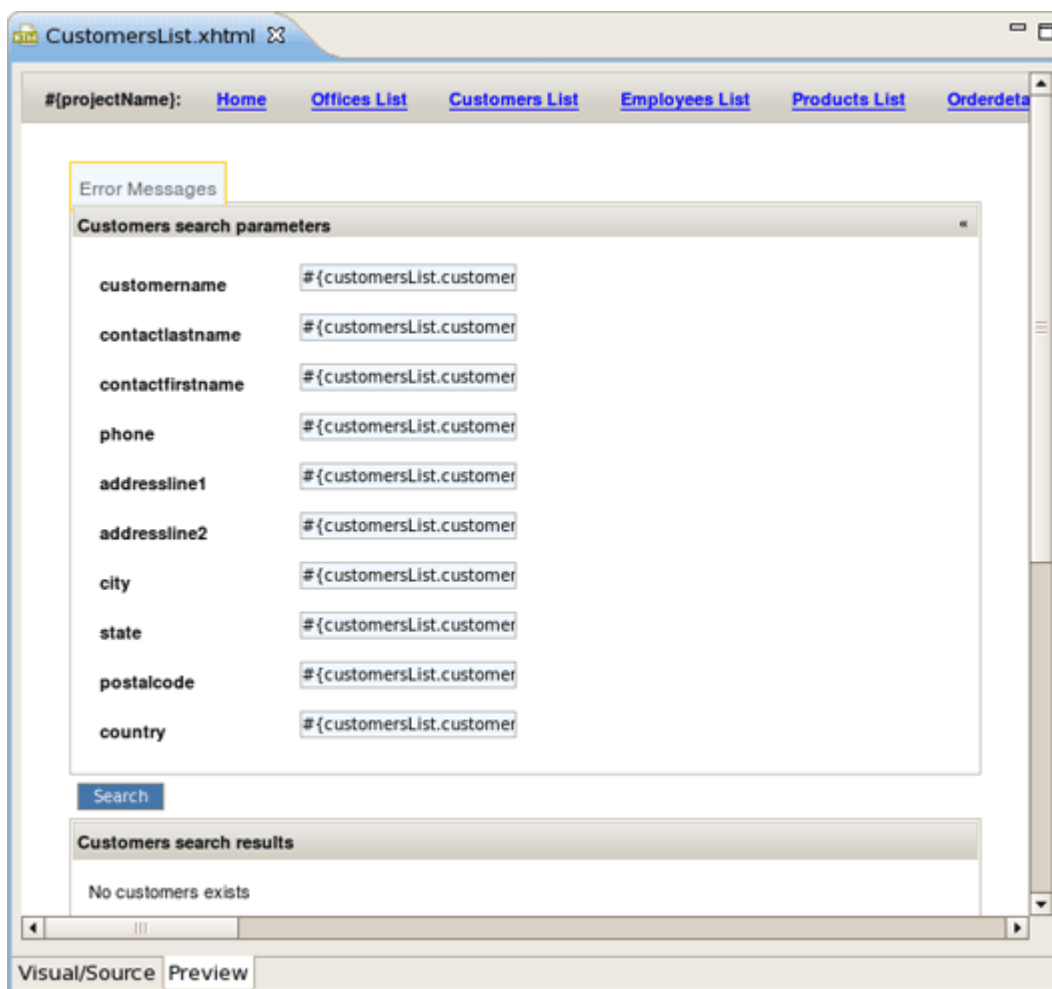 CustomersList.xhtml
#{projectName}: Home Offices List Customers List Employees List Products List Orderdeta
Error Messages
Customers search parameters «
customername #{customersList.customer
contactlastname #{customersList.customer
contactfirstname #{customersList.customer
phone #{customersList.customer
addressline1 #{customersList.customer
addressline2 #{customersList.customer
city #{customersList.customer
state #{customersList.customer
postalcode #{customersList.customer
country #{customersList.customer
Search
Customers search results
No customers exists
Visual/Source Preview